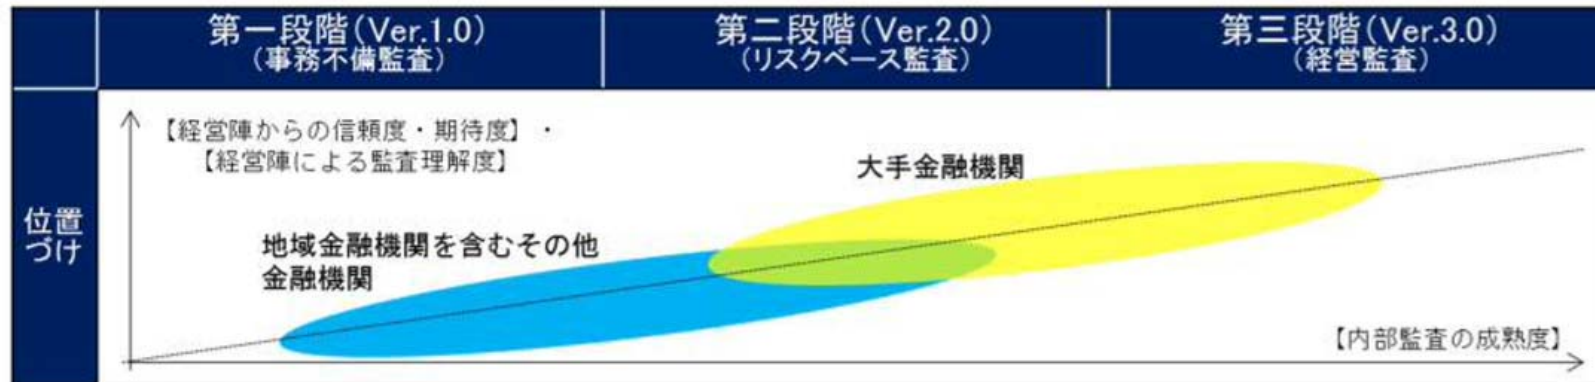 第一段階(Ver.1.0)
(事務不備監査)
第二段階(Ver.2.0)
(リスクベース監査)
第三段階(Ver.3.0)
(経営監査)
位置
づけ
【経営陣からの信頼度・期待度】・
【経営陣による監査理解度】
大手金融機関
地域金融機関を含むその他
金融機関
【内部監査の成熟度】